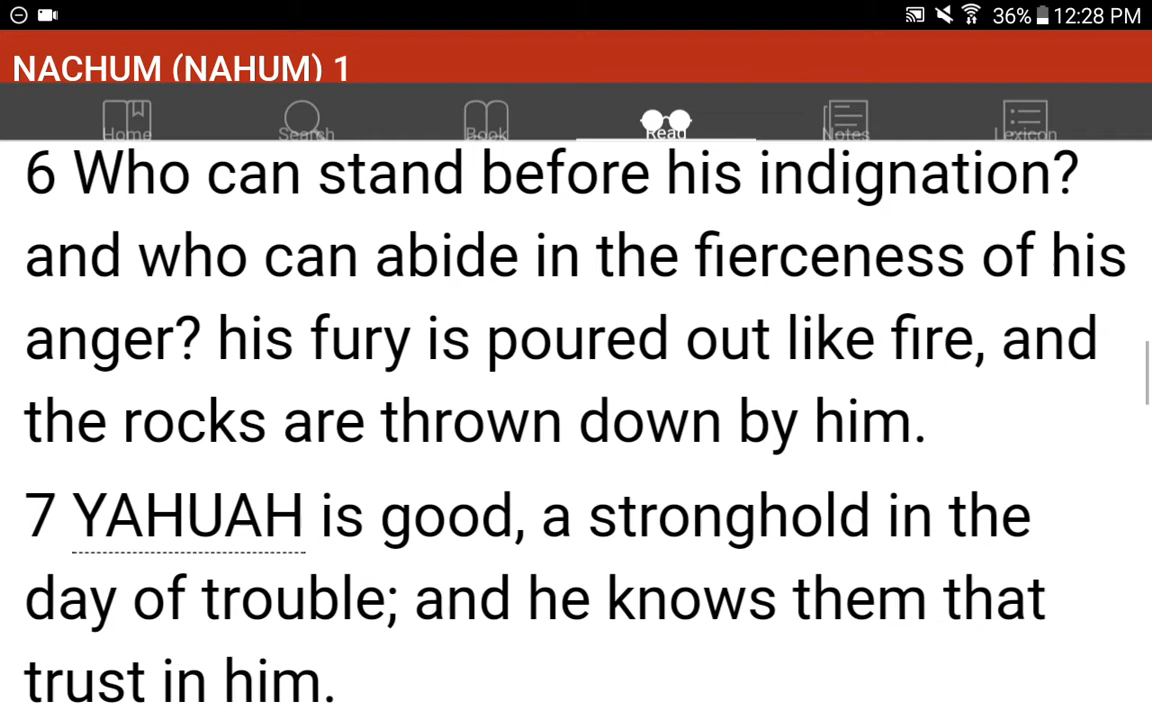 36% 12:28 PM
NACHUM (NAHUM) 1
Home Search Book Read Notes Lexicon
6 Who can stand before his indignation?
and who can abide in the fierceness of his
anger? his fury is poured out like fire, and
the rocks are thrown down by him.
7 YAHUAH is good, a stronghold in the
day of trouble; and he knows them that
trust in him.